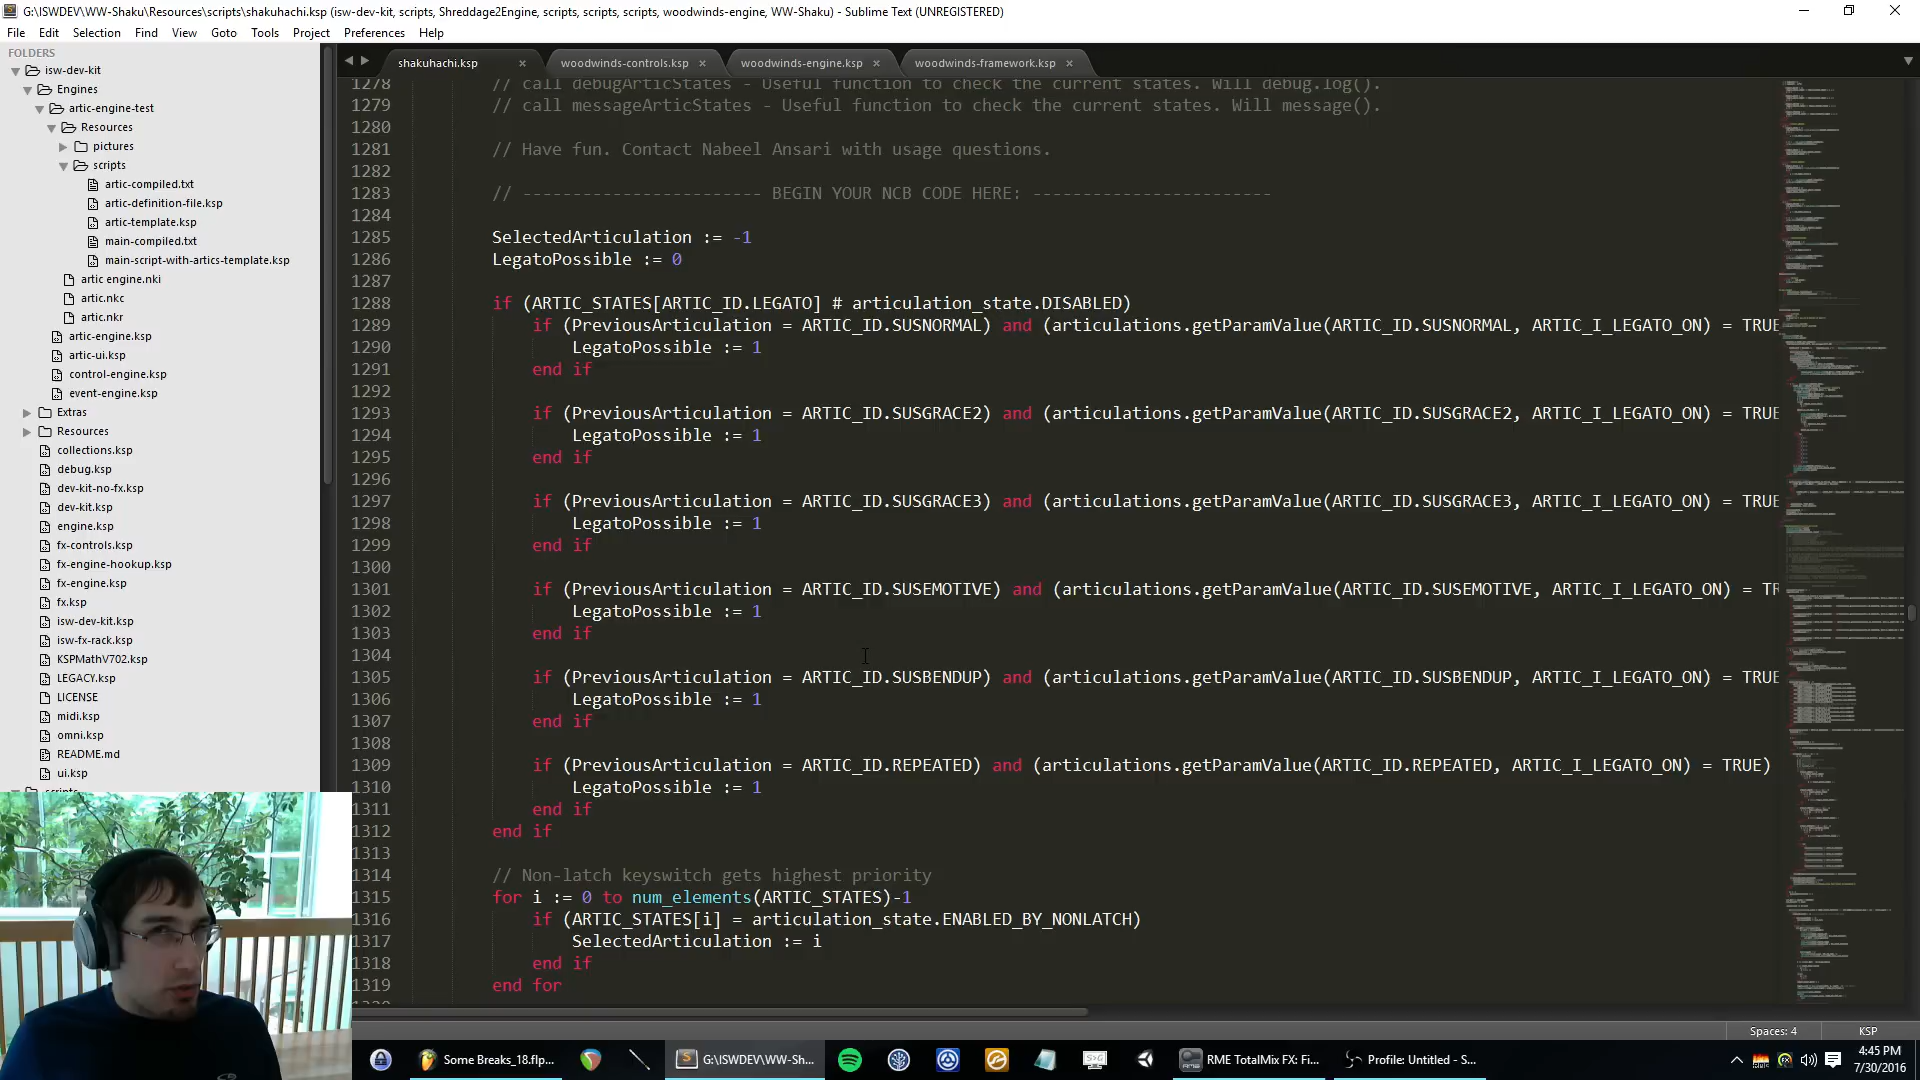 G:\ISWDEV\WW-Shaku\Resources\scripts\shakuhachi.ksp (isw-dev-kit, scripts, Shreddage2Engine, scripts, scripts, scripts, woodwinds-engine, WW-Shaku) - Sublime Text (UNREGISTERED)
File Edit Selection Find View Goto Tools Project Preferences Help
FOLDERS
isw-dev-kit
Engines
artic-engine-test
Resources
pictures
scripts
artic-compiled.txt
artic-definition-file.ksp
artic-template.ksp
main-compiled.txt
main-script-with-artics-template.ksp
artic engine.nki
artic.nkc
artic.nkr
artic-engine.ksp
artic-ui.ksp
control-engine.ksp
event-engine.ksp
Extras
Resources
collections.ksp
debug.ksp
dev-kit-no-fx.ksp
dev-kit.ksp
engine.ksp
fx-controls.ksp
fx-engine-hookup.ksp
fx-engine.ksp
fx.ksp
isw-dev-kit.ksp
isw-fx-rack.ksp
KSPMathV702.ksp
LEGACY.ksp
LICENSE
midi.ksp
omni.ksp
README.md
ui.ksp
scripts
shakuhachi.ksp × woodwinds-controls.ksp × woodwinds-engine.ksp × woodwinds-framework.ksp ×
1278 // call debugArticStates - Useful function to check the current states. Will debug.log().
1279 // call messageArticStates - Useful function to check the current states. Will message().
1280
1281 // Have fun. Contact Nabeel Ansari with usage questions.
1282
1283 // ------------------------ BEGIN YOUR NCB CODE HERE: ------------------------
1284
1285 SelectedArticulation := -1
1286 LegatoPossible := 0
1287
1288 if (ARTIC_STATES[ARTIC_ID.LEGATO] # articulation_state.DISABLED)
1289 if (PreviousArticulation = ARTIC_ID.SUSNORMAL) and (articulations.getParamValue(ARTIC_ID.SUSNORMAL, ARTIC_I_LEGATO_ON) = TRUE
1290 LegatoPossible := 1
1291 end if
1292
1293 if (PreviousArticulation = ARTIC_ID.SUSGRACE2) and (articulations.getParamValue(ARTIC_ID.SUSGRACE2, ARTIC_I_LEGATO_ON) = TRUE
1294 LegatoPossible := 1
1295 end if
1296
1297 if (PreviousArticulation = ARTIC_ID.SUSGRACE3) and (articulations.getParamValue(ARTIC_ID.SUSGRACE3, ARTIC_I_LEGATO_ON) = TRUE
1298 LegatoPossible := 1
1299 end if
1300
1301 if (PreviousArticulation = ARTIC_ID.SUSEMOTIVE) and (articulations.getParamValue(ARTIC_ID.SUSEMOTIVE, ARTIC_I_LEGATO_ON) = TR
1302 LegatoPossible := 1
1303 end if
1304
1305 if (PreviousArticulation = ARTIC_ID.SUSBENDUP) and (articulations.getParamValue(ARTIC_ID.SUSBENDUP, ARTIC_I_LEGATO_ON) = TRUE
1306 LegatoPossible := 1
1307 end if
1308
1309 if (PreviousArticulation = ARTIC_ID.REPEATED) and (articulations.getParamValue(ARTIC_ID.REPEATED, ARTIC_I_LEGATO_ON) = TRUE)
1310 LegatoPossible := 1
1311 end if
1312 end if
1313
1314 // Non-latch keyswitch gets highest priority
1315 for i := 0 to num_elements(ARTIC_STATES)-1
1316 if (ARTIC_STATES[i] = articulation_state.ENABLED_BY_NONLATCH)
1317 SelectedArticulation := i
1318 end if
1319 end for
Spaces: 4 KSP
Some Breaks_18.flp... G:\ISWDEV\WW-Sh... RME TotalMix FX: Fi... Profile: Untitled - S...
4:45 PM
7/30/2016